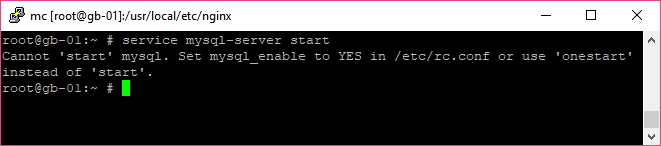 mc [root@gb-01]:/usr/local/etc/nginx
root@gb-01:~ # service mysql-server start
Cannot 'start' mysql. Set mysql_enable to YES in /etc/rc.conf or use 'onestart'
instead of 'start'.
root@gb-01:~ #